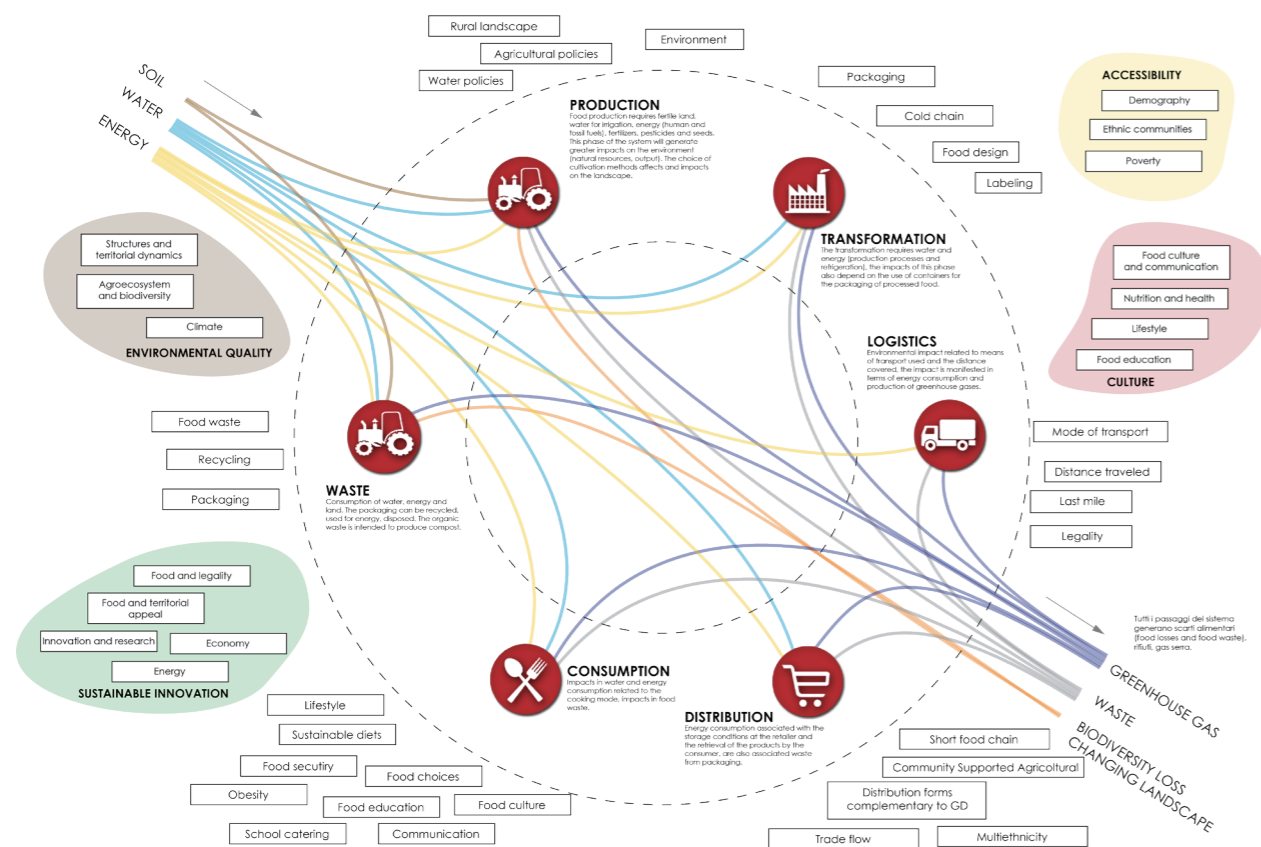 Rural landscape
Agricultural policies
Water policies
Environment
Packaging
Cold chain
Food design
Labeling
SOIL
WATER
ENERGY
PRODUCTION
Food production requires fertile land,
water for irrigation, energy (human and
fossil fuels), fertilizers, pesticides and seeds.
This phase of the system will generate
greater impacts on the environment
(natural resources, output). The choice of
cultivation methods affects and impacts
on the landscape.
ACCESSIBILITY
Demography
Ethnic communities
Poverty
TRANSFORMATION
The transformation requires water and
energy (production processes and
refrigeration), the impacts of this phase
also depend on the use of containers for
the packaging of processed food.
Structures and
territorial dynamics
Agroecosystem
and biodiversity
Climate
ENVIRONMENTAL QUALITY
Food culture
and communication
Nutrition and health
Lifestyle
Food education
CULTURE
LOGISTICS
Environmental impact related to means
of transport used and the distance
covered, the impact is manifested in
terms of energy consumption and
production of greenhouse gases.
Mode of transport
Distance traveled
Last mile
Legality
Food waste
Recycling
Packaging
WASTE
Consumption of water, energy and
land. The packaging can be recycled,
used for energy, disposed. The organic
waste is intended to produce compost.
Food and legality
Food and territorial
appeal
Innovation and research
Economy
Energy
SUSTAINABLE INNOVATION
CONSUMPTION
Impacts in water and energy
consumption related to the
cooking mode. Impacts in food
waste.
DISTRIBUTION
Energy consumption associated with the
storage conditions at the retailer and
the retrieval of the products by the
consumer, are also associated waste
from packaging.
Tutti i passaggi del sistema
generano scarti alimentari
(food losses and food waste),
rifiuti, gas serra.
GREENHOUSE GAS
WASTE
BIODIVERSITY LOSS
CHANGING LANDSCAPE
Lifestyle
Sustainable diets
Food secutiry
Food choices
Obesity
Food education
Food culture
School catering
Communication
Short food chain
Community Supported Agricultural
Distribution forms
complementary to GD
Trade flow
Multiethnicity